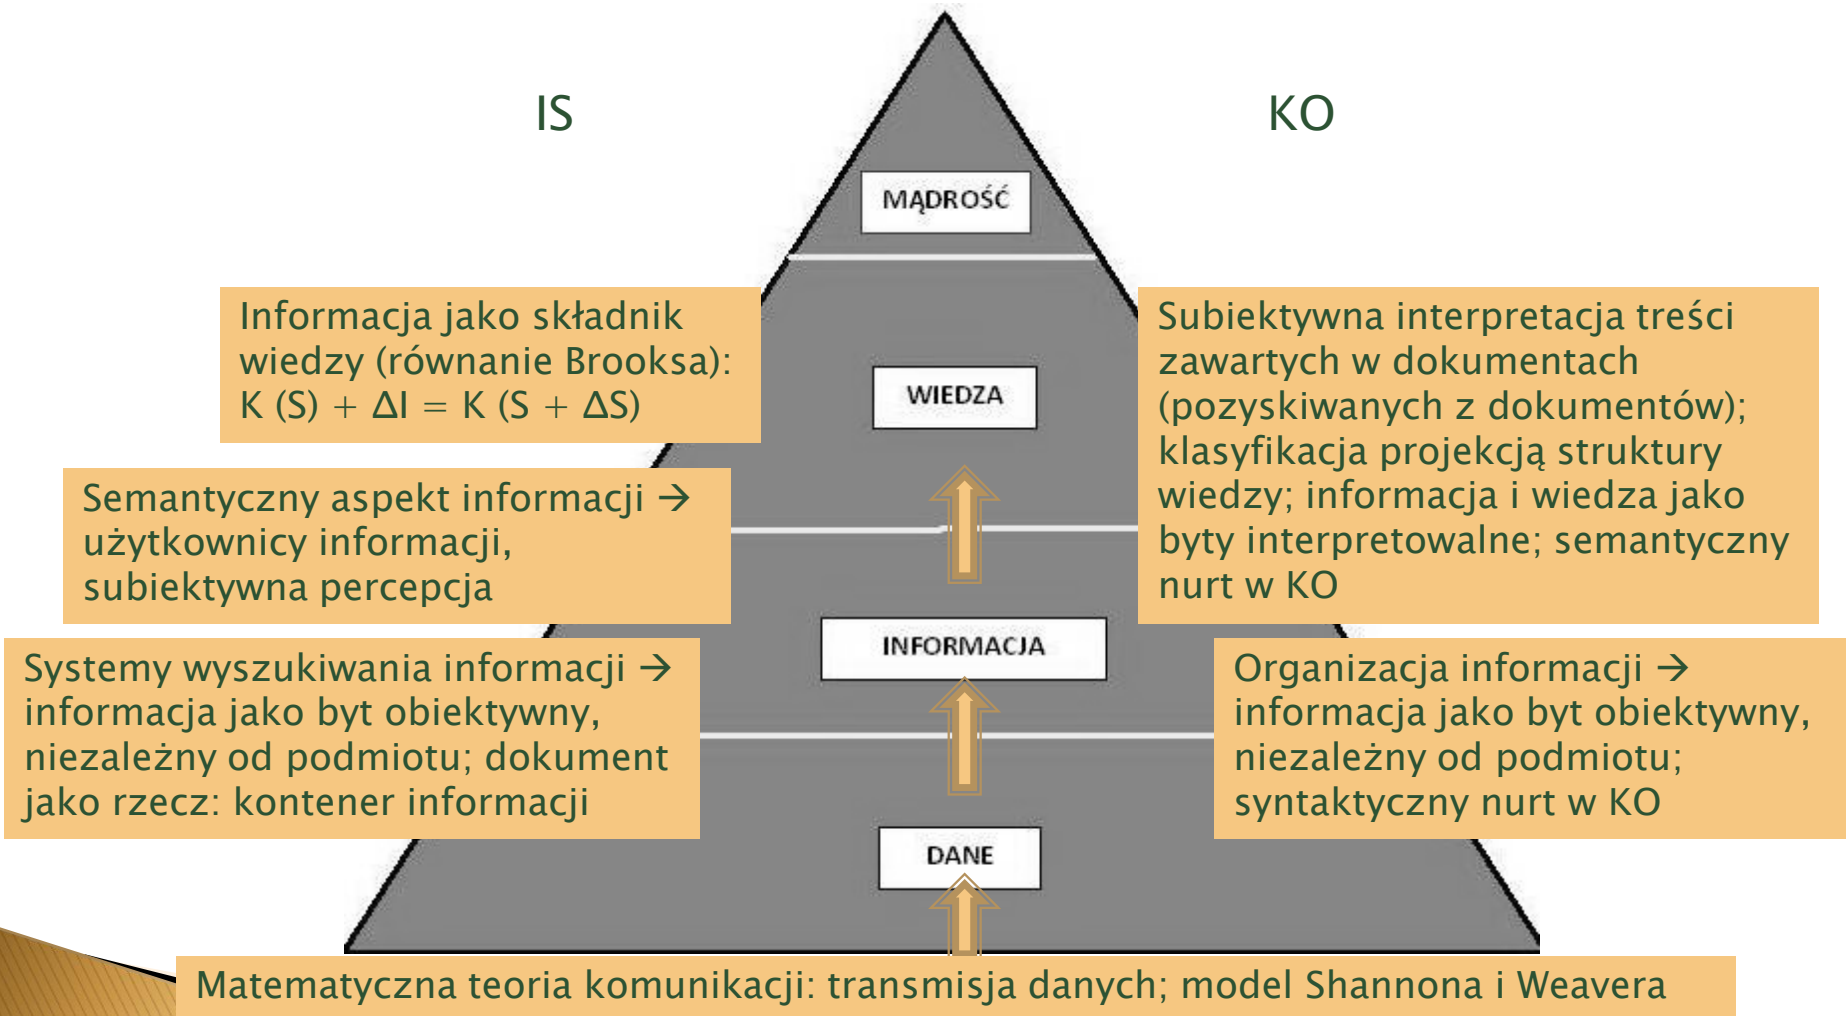 IS
KO
MĄDROŚĆ
Informacja jako składnik
wiedzy (równanie Brooksa):
K (S) + ΔI = K (S + ΔS)
WIEDZA
Subiektywna interpretacja treści
zawartych w dokumentach
(pozyskiwanych z dokumentów);
klasyfikacja projekcją struktury
wiedzy; informacja i wiedza jako
byty interpretowalne; semantyczny
nurt w KO
Semantyczny aspekt informacji →
użytkownicy informacji,
subiektywna percepcja
INFORMACJA
Systemy wyszukiwania informacji →
informacja jako byt obiektywny,
niezależny od podmiotu; dokument
jako rzecz: kontener informacji
Organizacja informacji →
informacja jako byt obiektywny,
niezależny od podmiotu;
syntaktyczny nurt w KO
DANE
Matematyczna teoria komunikacji: transmisja danych; model Shannona i Weavera